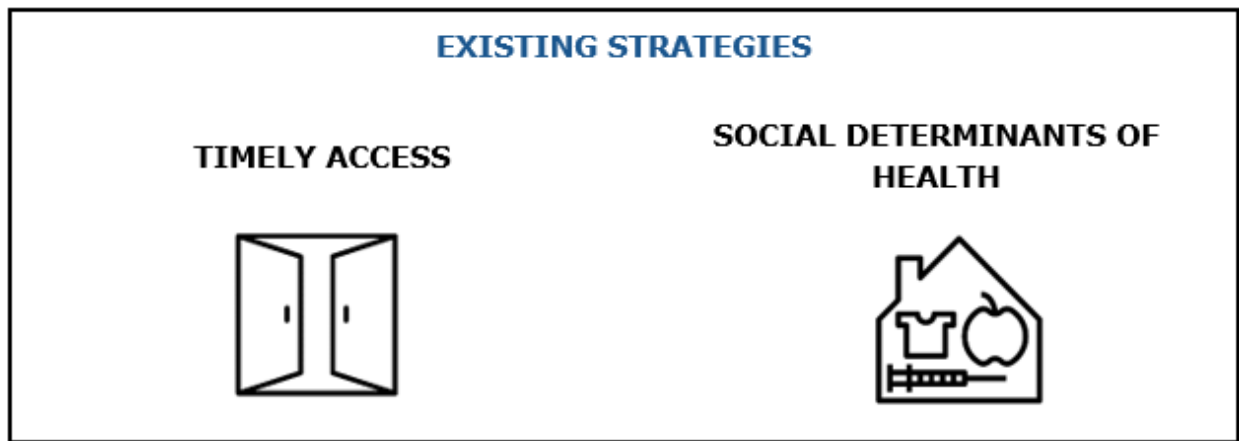 EXISTING STRATEGIES
TIMELY ACCESS
SOCIAL DETERMINANTS OF
HEALTH